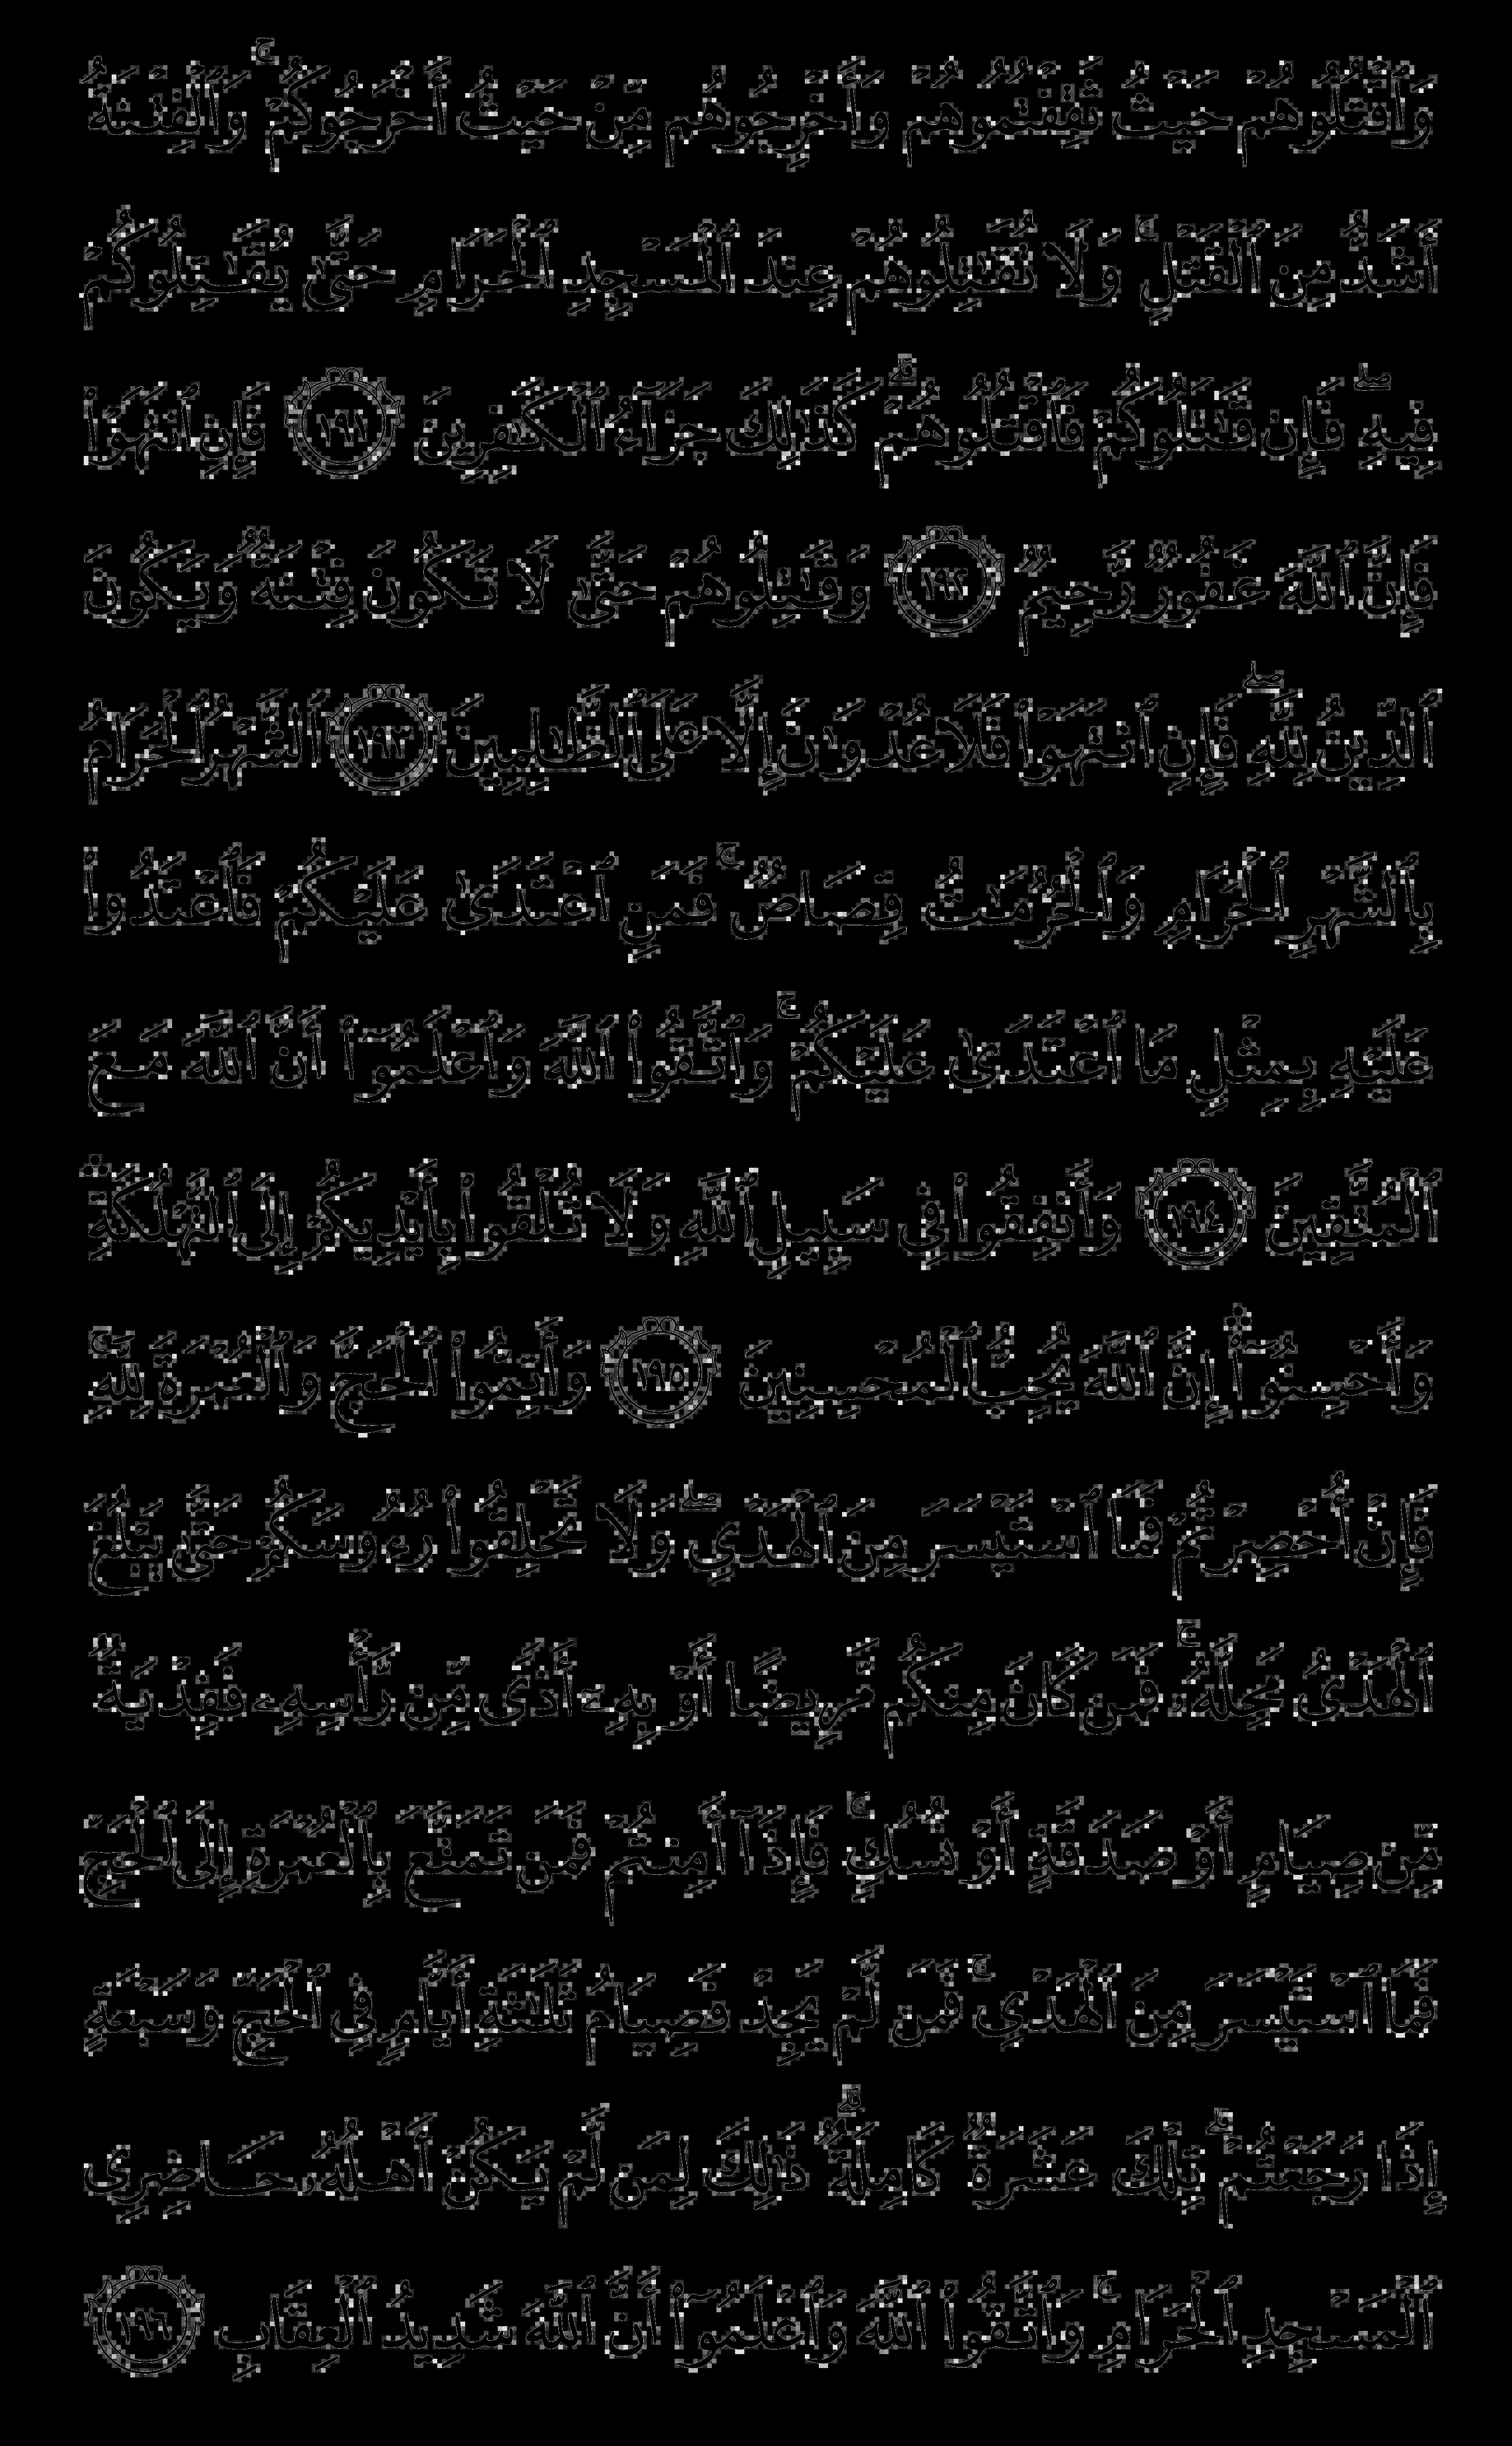 وَٱقْتُلُوهُمْ حَيْثُ ثَقِفْتُمُوهُمْ وَأَخْرِجُوهُم مِّنْ حَيْثُ أَخْرَجُوكُمْ ۚ وَٱلْفِتْنَةُ
أَشَدُّ مِنَ ٱلْقَتْلِ ۚ وَلَا تُقَـٰتِلُوهُمْ عِندَ ٱلْمَسْجِدِ ٱلْحَرَامِ حَتَّىٰ يُقَـٰتِلُوكُمْ
فِيهِ ۖ فَإِن قَـٰتَلُوكُمْ فَٱقْتُلُوهُمْ ۗ كَذَٰلِكَ جَزَآءُ ٱلْكَـٰفِرِينَ ١٩١ فَإِنِ ٱنتَهَوْا۟
فَإِنَّ ٱللَّهَ غَفُورٌ رَّحِيمٌ ١٩٢ وَقَـٰتِلُوهُمْ حَتَّىٰ لَا تَكُونَ فِتْنَةٌ وَيَكُونَ
ٱلدِّينُ لِلَّهِ ۖ فَإِنِ ٱنتَهَوْا۟ فَلَا عُدْوَٰنَ إِلَّا عَلَى ٱلظَّـٰلِمِينَ ١٩٣ ٱلشَّهْرُ ٱلْحَرَامُ
بِٱلشَّهْرِ ٱلْحَرَامِ وَٱلْحُرُمَـٰتُ قِصَاصٌ ۚ فَمَنِ ٱعْتَدَىٰ عَلَيْكُمْ فَٱعْتَدُوا۟
عَلَيْهِ بِمِثْلِ مَا ٱعْتَدَىٰ عَلَيْكُمْ ۚ وَٱتَّقُوا۟ ٱللَّهَ وَٱعْلَمُوٓا۟ أَنَّ ٱللَّهَ مَعَ
ٱلْمُتَّقِينَ ١٩٤ وَأَنفِقُوا۟ فِى سَبِيلِ ٱللَّهِ وَلَا تُلْقُوا۟ بِأَيْدِيكُمْ إِلَى ٱلتَّهْلُكَةِ ۛ
وَأَحْسِنُوٓا۟ ۛ إِنَّ ٱللَّهَ يُحِبُّ ٱلْمُحْسِنِينَ ١٩٥ وَأَتِمُّوا۟ ٱلْحَجَّ وَٱلْعُمْرَةَ لِلَّهِ ۚ
فَإِنْ أُحْصِرْتُمْ فَمَا ٱسْتَيْسَرَ مِنَ ٱلْهَدْىِ ۖ وَلَا تَحْلِقُوا۟ رُءُوسَكُمْ حَتَّىٰ يَبْلُغَ
ٱلْهَدْىُ مَحِلَّهُۥ ۚ فَمَن كَانَ مِنكُم مَّرِيضًا أَوْ بِهِۦٓ أَذًى مِّن رَّأْسِهِۦ فَفِدْيَةٌ
مِّن صِيَامٍ أَوْ صَدَقَةٍ أَوْ نُسُكٍ ۚ فَإِذَآ أَمِنتُمْ فَمَن تَمَتَّعَ بِٱلْعُمْرَةِ إِلَى ٱلْحَجِّ
فَمَا ٱسْتَيْسَرَ مِنَ ٱلْهَدْىِ ۚ فَمَن لَّمْ يَجِدْ فَصِيَامُ ثَلَـٰثَةِ أَيَّامٍ فِى ٱلْحَجِّ وَسَبْعَةٍ
إِذَا رَجَعْتُمْ ۗ تِلْكَ عَشَرَةٌ كَامِلَةٌ ۗ ذَٰلِكَ لِمَن لَّمْ يَكُنْ أَهْلُهُۥ حَاضِرِى
ٱلْمَسْجِدِ ٱلْحَرَامِ ۚ وَٱتَّقُوا۟ ٱللَّهَ وَٱعْلَمُوٓا۟ أَنَّ ٱللَّهَ شَدِيدُ ٱلْعِقَابِ ١٩٦